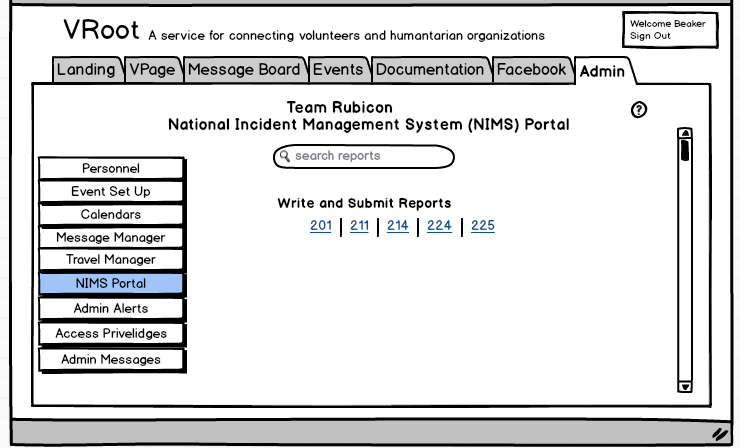 VRoot A service for connecting volunteers and humantarian organizations
Welcome Beaker
Sign Out
Landing VPage Message Board Events Documentation Facebook Admin
Team Rubicon
National Incident Management System (NIMS) Portal
?
search reports
Personnel
Event Set Up
Calendars
Message Manager
Travel Manager
NIMS Portal
Admin Alerts
Access Privelidges
Admin Messages
Write and Submit Reports
201 | 211 | 214 | 224 | 225